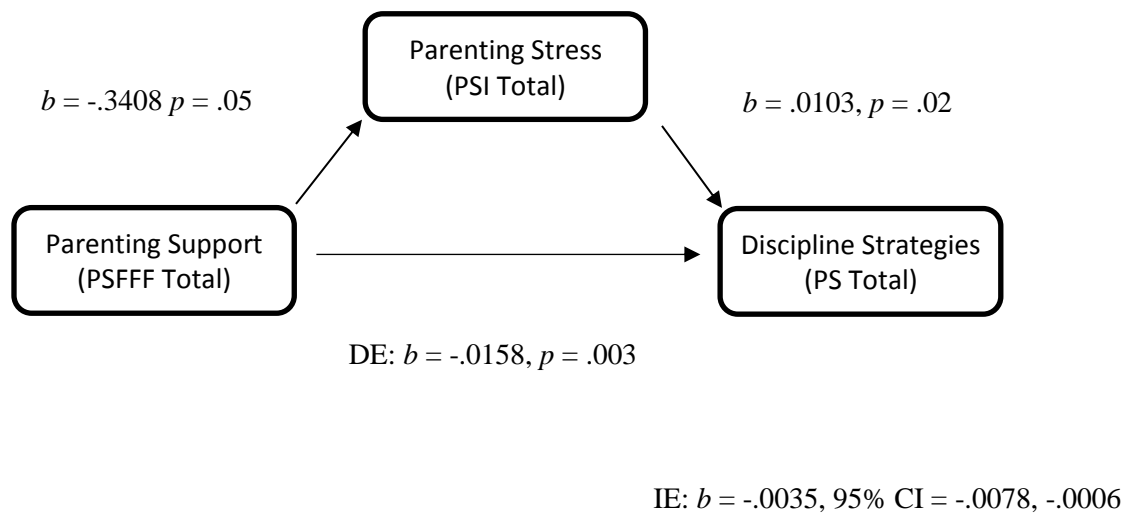 Parenting Stress
(PSI Total)
b = -.3408 p = .05
b = .0103, p = .02
Parenting Support
(PSFFF Total)
Discipline Strategies
(PS Total)
DE: b = -.0158, p = .003
IE: b = -.0035, 95% CI = -.0078, -.0006